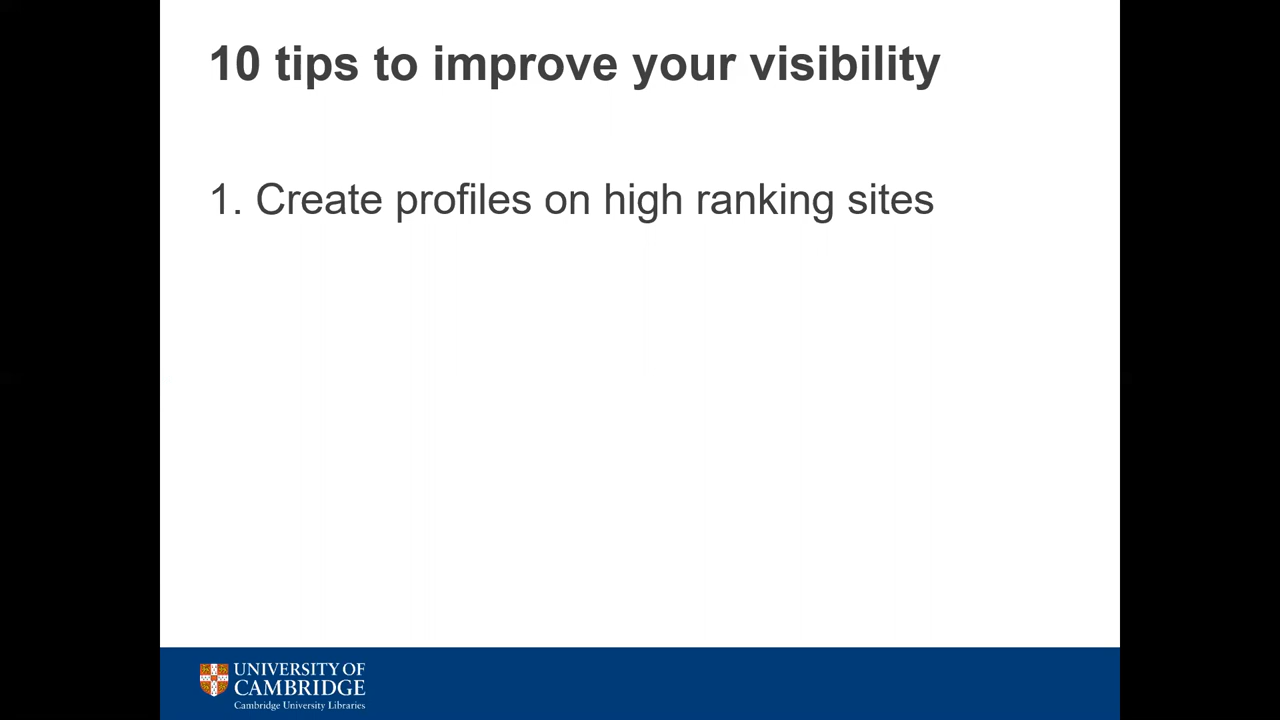 10 tips to improve your visibility
1. Create profiles on high ranking sites
UNIVERSITY OF
CAMBRIDGE
Cambridge University Libraries